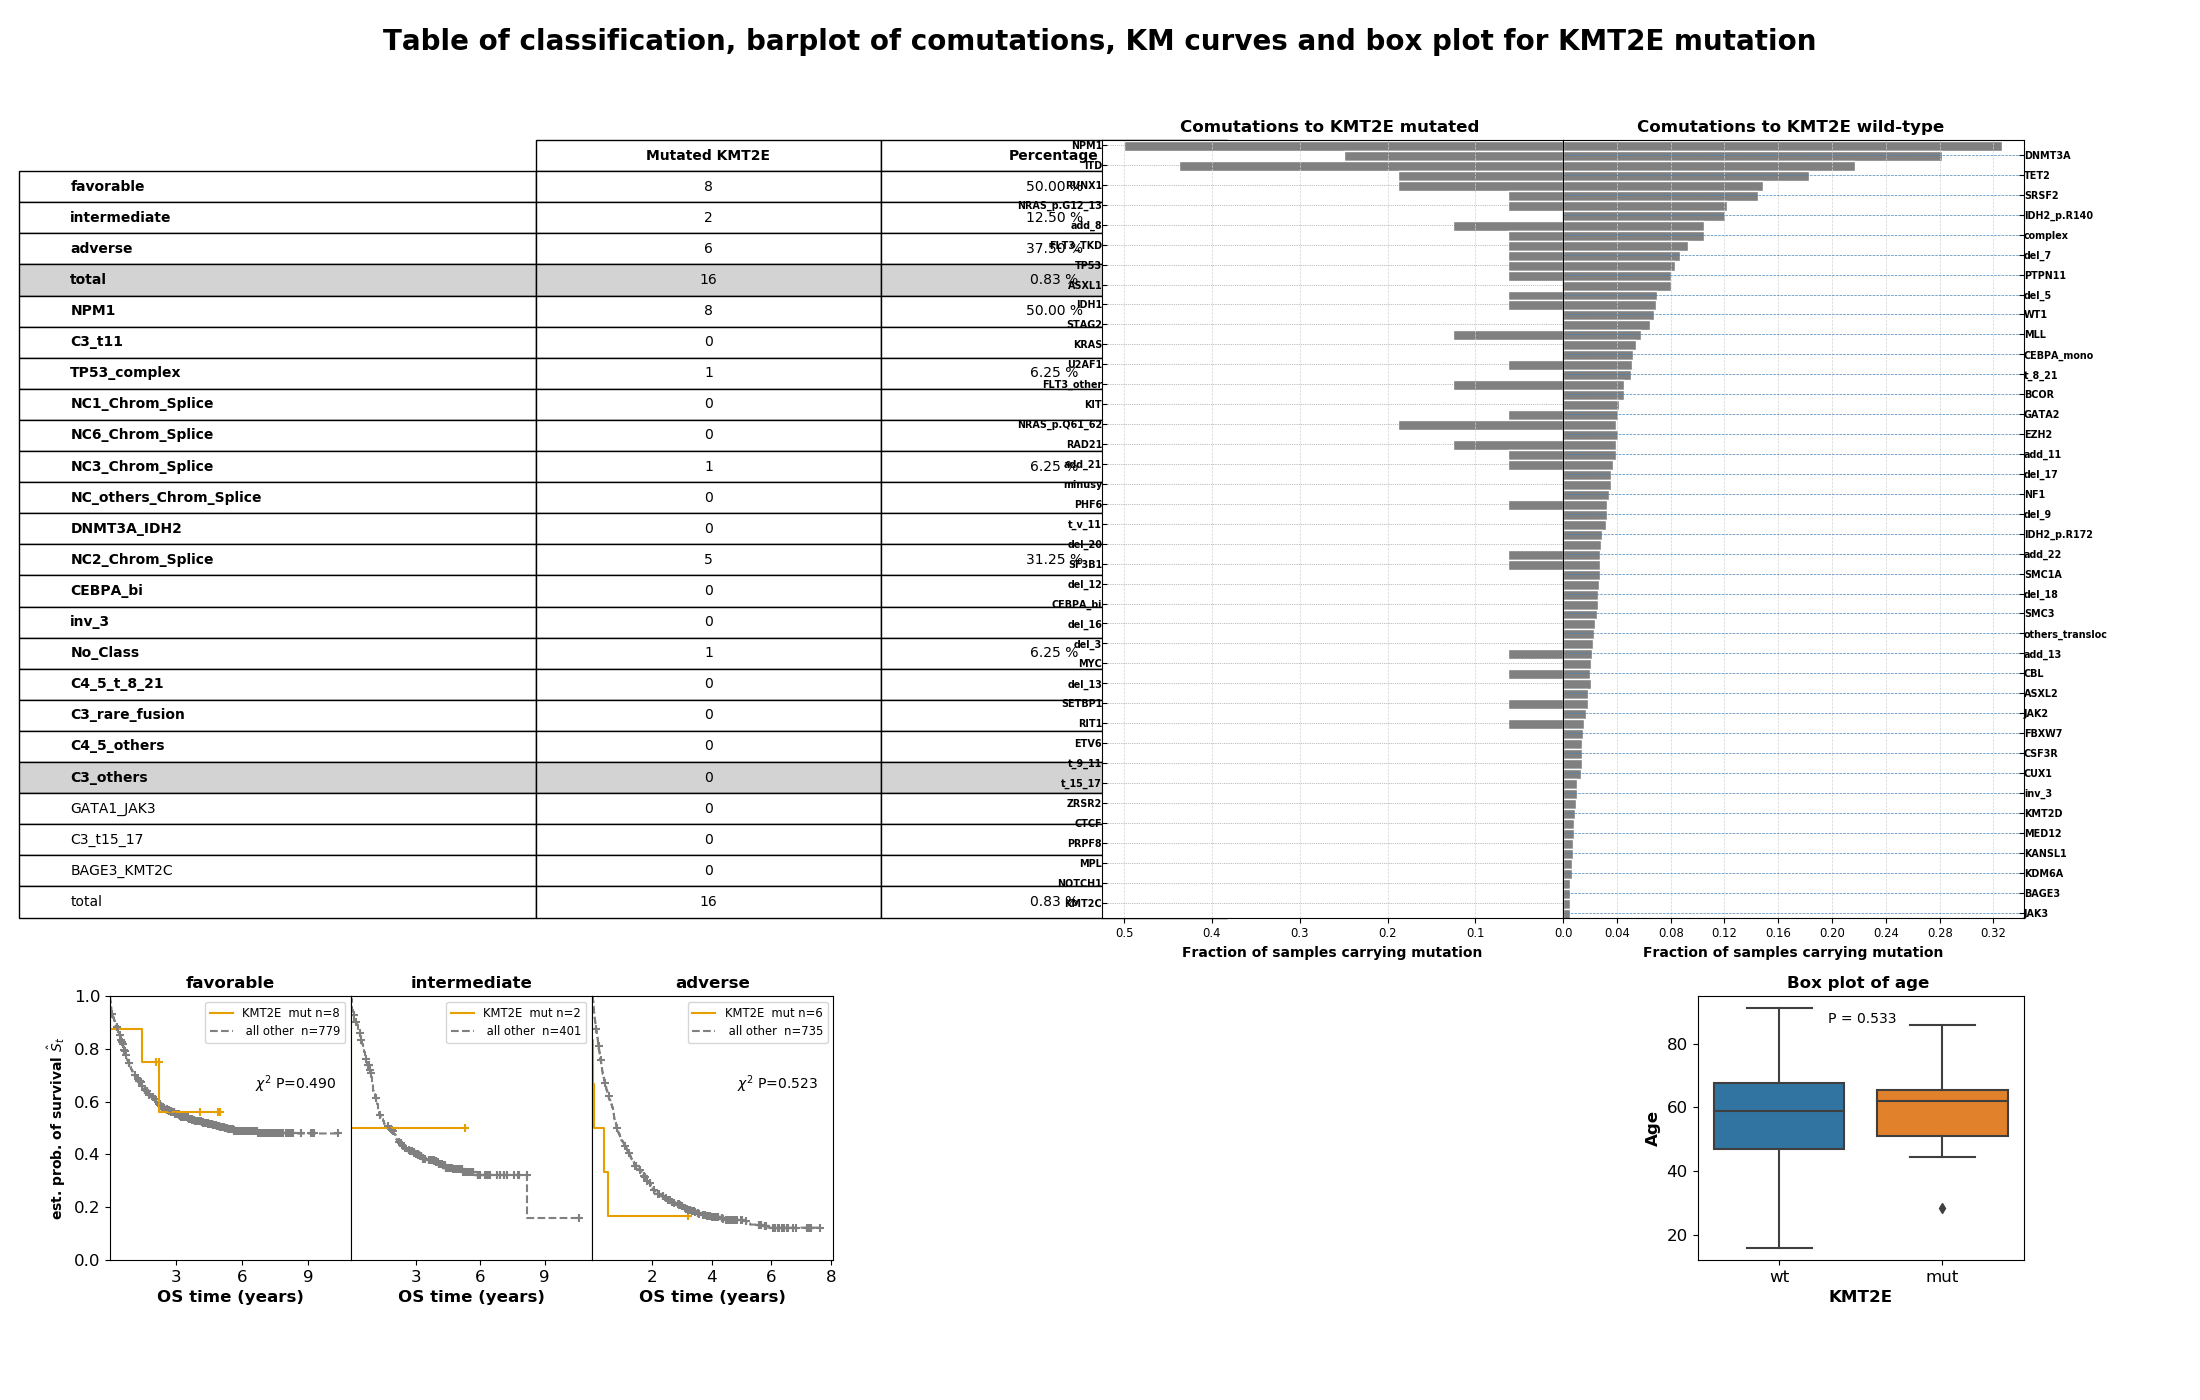 Table of classification, barplot of comutations, KM curves and box plot for KMT2E mutation
Mutated KMT2E Percentage
favorable 8 50.00 %
intermediate 2 12.50 %
adverse 6 37.50 %
total 16 0.83 %
NPM1 8 50.00 %
C3_t11 0
TP53_complex 1 6.25 %
NC1_Chrom_Splice 0
NC6_Chrom_Splice 0
NC3_Chrom_Splice 1 6.25 %
NC_others_Chrom_Splice 0
DNMT3A_IDH2 0
NC2_Chrom_Splice 5 31.25 %
CEBPA_bi 0
inv_3 0
No_Class 1 6.25 %
C4_5_t_8_21 0
C3_rare_fusion 0
C4_5_others 0
C3_others 0
GATA1_JAK3 0
C3_t15_17 0
BAGE3_KMT2C 0
total 16 0.83 %
Comutations to KMT2E mutated
NPM1
ITD
RUNX1
NRAS_p.G12_13
add_8
FLT3_TKD
TP53
ASXL1
IDH1
STAG2
KRAS
U2AF1
FLT3_other
KIT
NRAS_p.Q61_62
RAD21
add_21
minusy
PHF6
t_v_11
del_20
SF3B1
del_12
CEBPA_bi
del_16
del_3
MYC
del_13
SETBP1
RIT1
ETV6
t_9_11
t_15_17
ZRSR2
CTCF
PRPF8
MPL
NOTCH1
KMT2C
0.5 0.4 0.3 0.2 0.1
Fraction of samples carrying mutation
Comutations to KMT2E wild-type
DNMT3A
TET2
SRSF2
IDH2_p.R140
complex
del_7
PTPN11
del_5
WT1
MLL
CEBPA_mono
t_8_21
BCOR
GATA2
EZH2
add_11
del_17
NF1
del_9
IDH2_p.R172
add_22
SMC1A
del_18
SMC3
others_transloc
add_13
CBL
ASXL2
JAK2
FBXW7
CSF3R
CUX1
inv_3
KMT2D
MED12
KANSL1
KDM6A
BAGE3
JAK3
0.0 0.04 0.08 0.12 0.16 0.20 0.24 0.28 0.32
Fraction of samples carrying mutation
favorable
est. prob. of survival Ŝt
1.0
0.8
0.6
0.4
0.2
0.0
KMT2E mut n=8
all other n=779
χ² P=0.490
3 6 9
OS time (years)
intermediate
KMT2E mut n=2
all other n=401
3 6 9
OS time (years)
adverse
KMT2E mut n=6
all other n=735
χ² P=0.523
2 4 6 8
OS time (years)
Box plot of age
P = 0.533
Age
80
60
40
20
wt mut
KMT2E